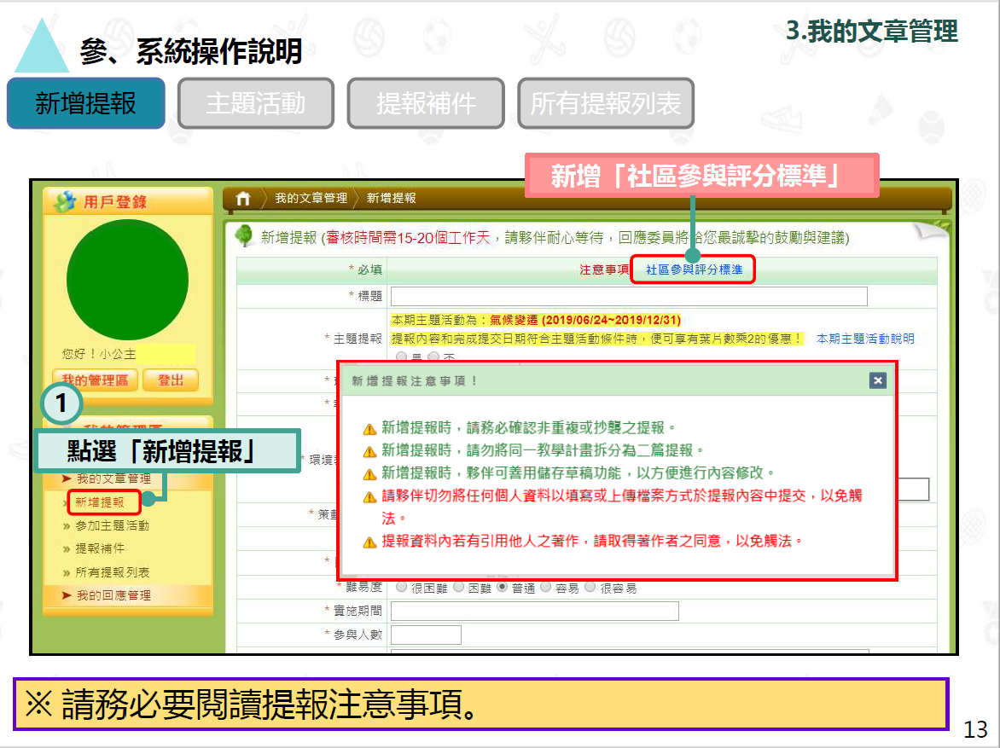 3.我的文章管理
參、系統操作說明
新增提報
主題活動
提報補件
所有提報列表
新增「社區參與評分標準」
用戶登錄
我的文章管理 新增提報
新增提報 (審核時間需15-20個工作天，請夥伴耐心等待，回應委員將給您最誠摯的鼓勵與建議)
* 必填
注意事項 社區參與評分標準
* 標題
本期主題活動為：氣候變遷 (2019/06/24~2019/12/31)
* 主題提報
提報內容和完成提交日期符合主題活動條件時，便可享有葉片數乘2的優惠！ 本期主題活動說明
是 否
您好！小公主
我的管理區
登出
新增提報注意事項！
新增提報時，請務必確認非重複或抄襲之提報。
新增提報時，請勿將同一教學計畫拆分為二篇提報。
新增提報時，夥伴可善用儲存草稿功能，以方便進行內容修改。
請夥伴切勿將任何個人資料以填寫或上傳檔案方式於提報內容中提交，以免觸
法。
提報資料內若有引用他人之著作，請取得著作者之同意，以免觸法。
1
我的管理區
點選「新增提報」
* 環境
我的文章管理
新增提報
* 策
參加主題活動
提報補件
所有提報列表
我的回應管理
* 難易度
很困難 困難 普通 容易 很容易
* 實施期間
* 參與人數
※ 請務必要閱讀提報注意事項。
13